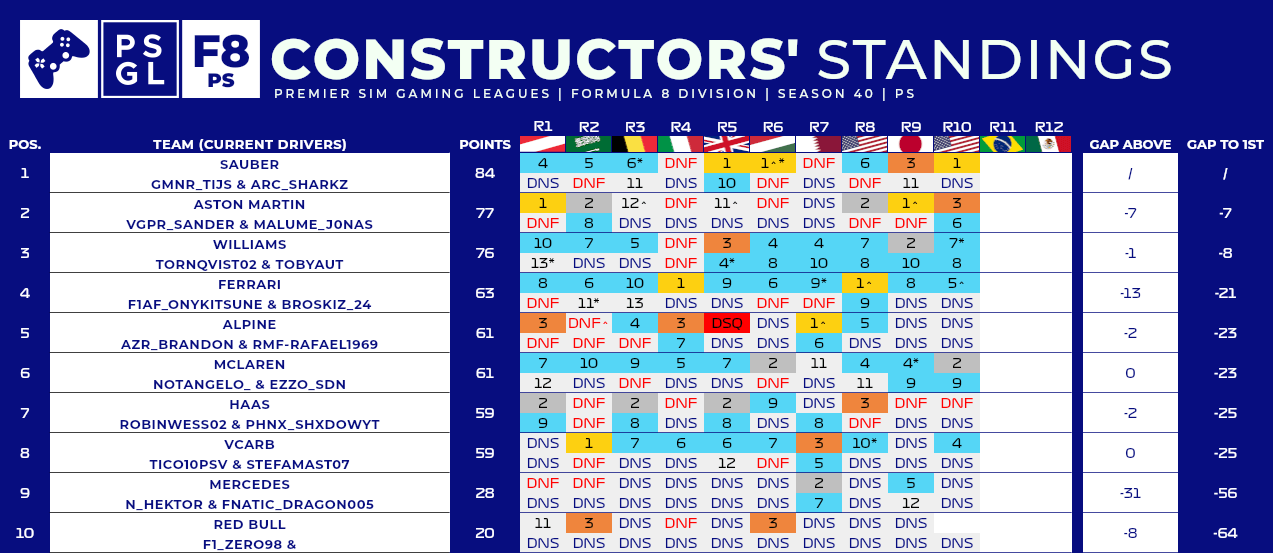 PS
GL
F8
PS
CONSTRUCTORS' STANDINGS
PREMIER SIM GAMING LEAGUES | FORMULA 8 DIVISION | SEASON 40 | PS
R1 R2 R3 R4 R5 R6 R7 R8 R9 R10 R11 R12
POS. TEAM (CURRENT DRIVERS) POINTS GAP ABOVE GAP TO 1ST
SAUBER 4 5 6* DNF 1 1^* DNF 6 3 1
1 84 / /
GMNR_TIJS & ARC_SHARKZ DNS DNF 11 DNS 10 DNS DNS DNF 11 DNS
ASTON MARTIN 1 2 12^ DNF 11^ DNF DNS 2 1^ 3
2 77 -7 -7
VGPR_SANDER & MALUME_J0NAS DNF 8 DNS DNS DNS DNS DNS DNF DNF 6
WILLIAMS 10 7 5 DNF 3 4 4 7 2 7*
3 76 -1 -8
TORNQVIST02 & TOBYAUT 13* DNS DNS DNF 4* 8 10 8 10 8
FERRARI 8 6 10 1 9 6 9* 1^ 8 5^
4 63 -13 -21
F1AF_ONYKITSUNE & BROSKIZ_24 DNF 11* 13 DNS DNS DNF DNF 9 DNS DNS
ALPINE 3 DNF^ 4 3 DSQ DNS 1^ 5 DNS DNS
5 61 -2 -23
AZR_BRANDON & RMF-RAFAEL1969 DNF DNF DNF 7 DNS DNS 6 DNS DNS DNS
MCLAREN 7 10 9 5 7 2 11 4 4* 2
6 61 0 -23
NOTANGELO_ & EZZO_SDN 12 DNS DNF DNS DNS DNF DNS 11 9 9
HAAS 2 DNF 2 DNF 2 9 DNS 3 DNF DNF
7 59 -2 -25
ROBINWESS02 & PHNX_SHXDOWYT 9 DNF 8 DNS 8 DNS 8 DNF DNS DNS
VCARB DNS 1 7 6 6 7 3 10* DNS 4
8 59 0 -25
TICO10PSV & STEFAMAST07 DNS DNF DNS DNS 12 DNF 5 DNS DNS DNS
MERCEDES DNF DNF DNS DNS DNS DNS 2 DNS 5 DNS
9 28 -31 -56
N_HEKTOR & FNATIC_DRAGON005 DNS DNS DNS DNS DNS DNS 7 DNS 12 DNS
RED BULL 11 3 DNS DNF DNS 3 DNS DNS DNS
10 20 -8 -64
F1_ZERO98 & DNS DNS DNS DNS DNS DNS DNS DNS DNS DNS